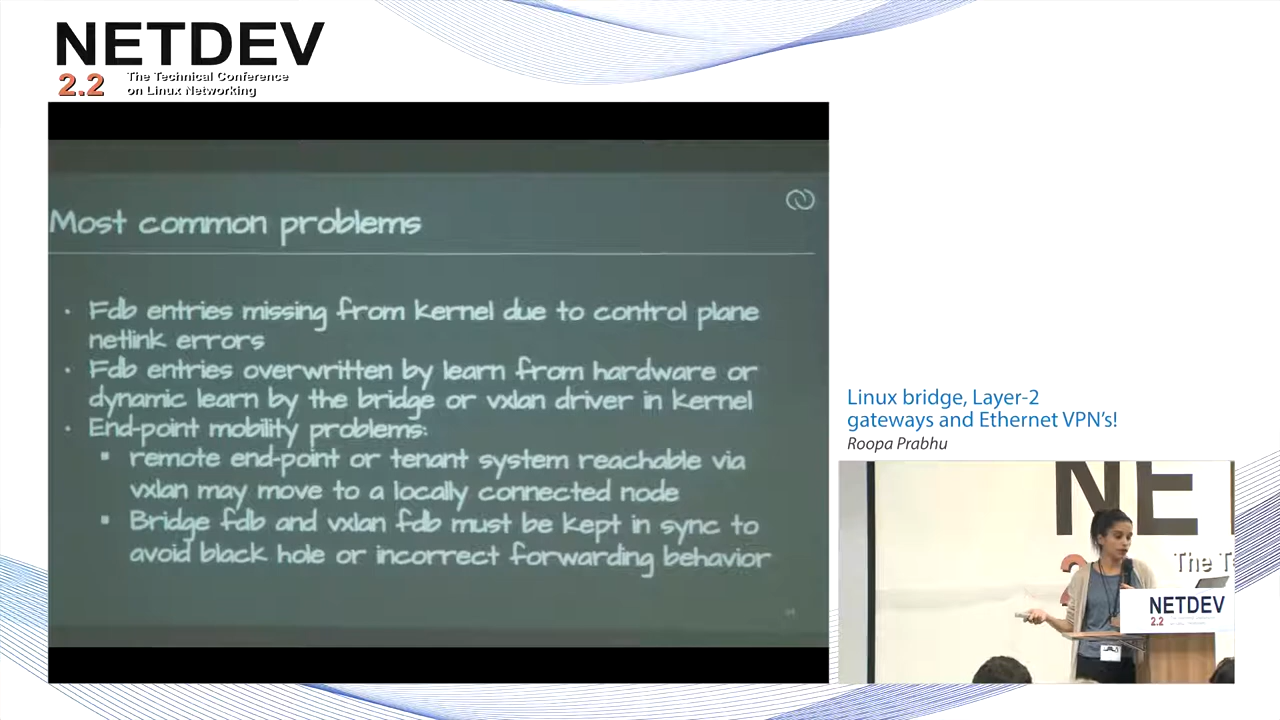 NETDEV
2.2 The Technical Conference
on Linux Networking
Most common problems
• Fdb entries missing from kernel due to control plane
netlink errors
• Fdb entries overwritten by learn from hardware or
dynamic learn by the bridge or vxlan driver in kernel
• End-point mobility problems:
▪ remote end-point or tenant system reachable via
vxlan may move to a locally connected node
▪ Bridge fdb and vxlan fdb must be kept in sync to
avoid black hole or incorrect forwarding behavior
Linux bridge, Layer-2
gateways and Ethernet VPN's!
Roopa Prabhu
NE
The T
NETDEV
2.2